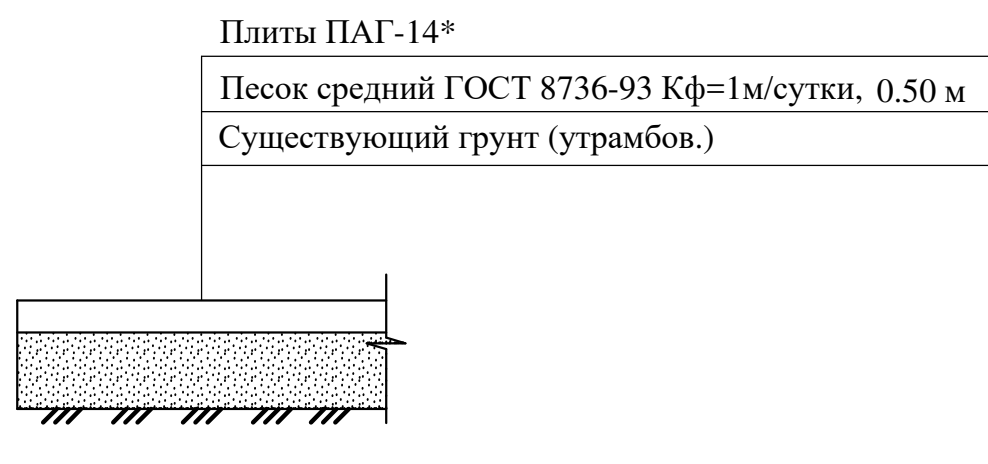 Плиты ПАГ-14*
Песок средний ГОСТ 8736-93 Кф=1м/сутки, 0.50 м
Существующий грунт (утрамбов.)